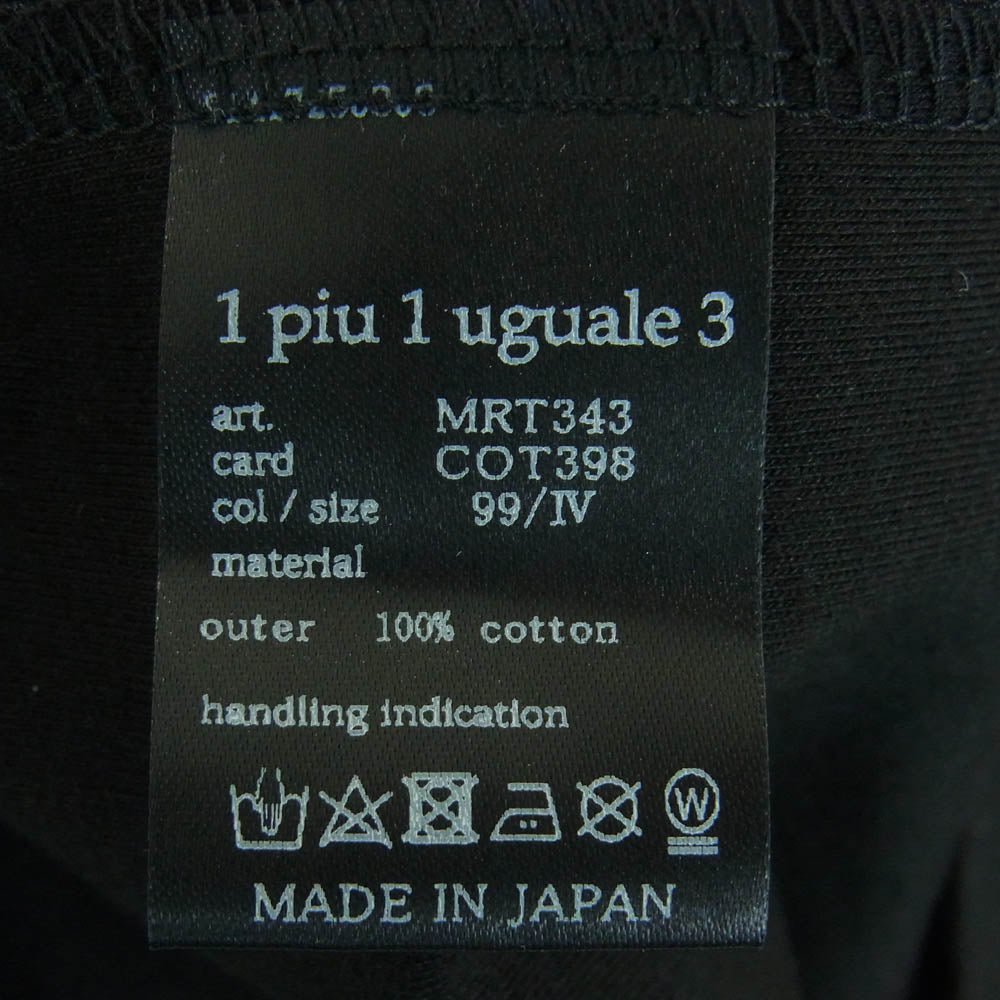 1 piu 1 uguale 3
art. MRT343
card COT398
col / size 99/IV
material
outer 100% cotton
handling indication
W
MADE IN JAPAN